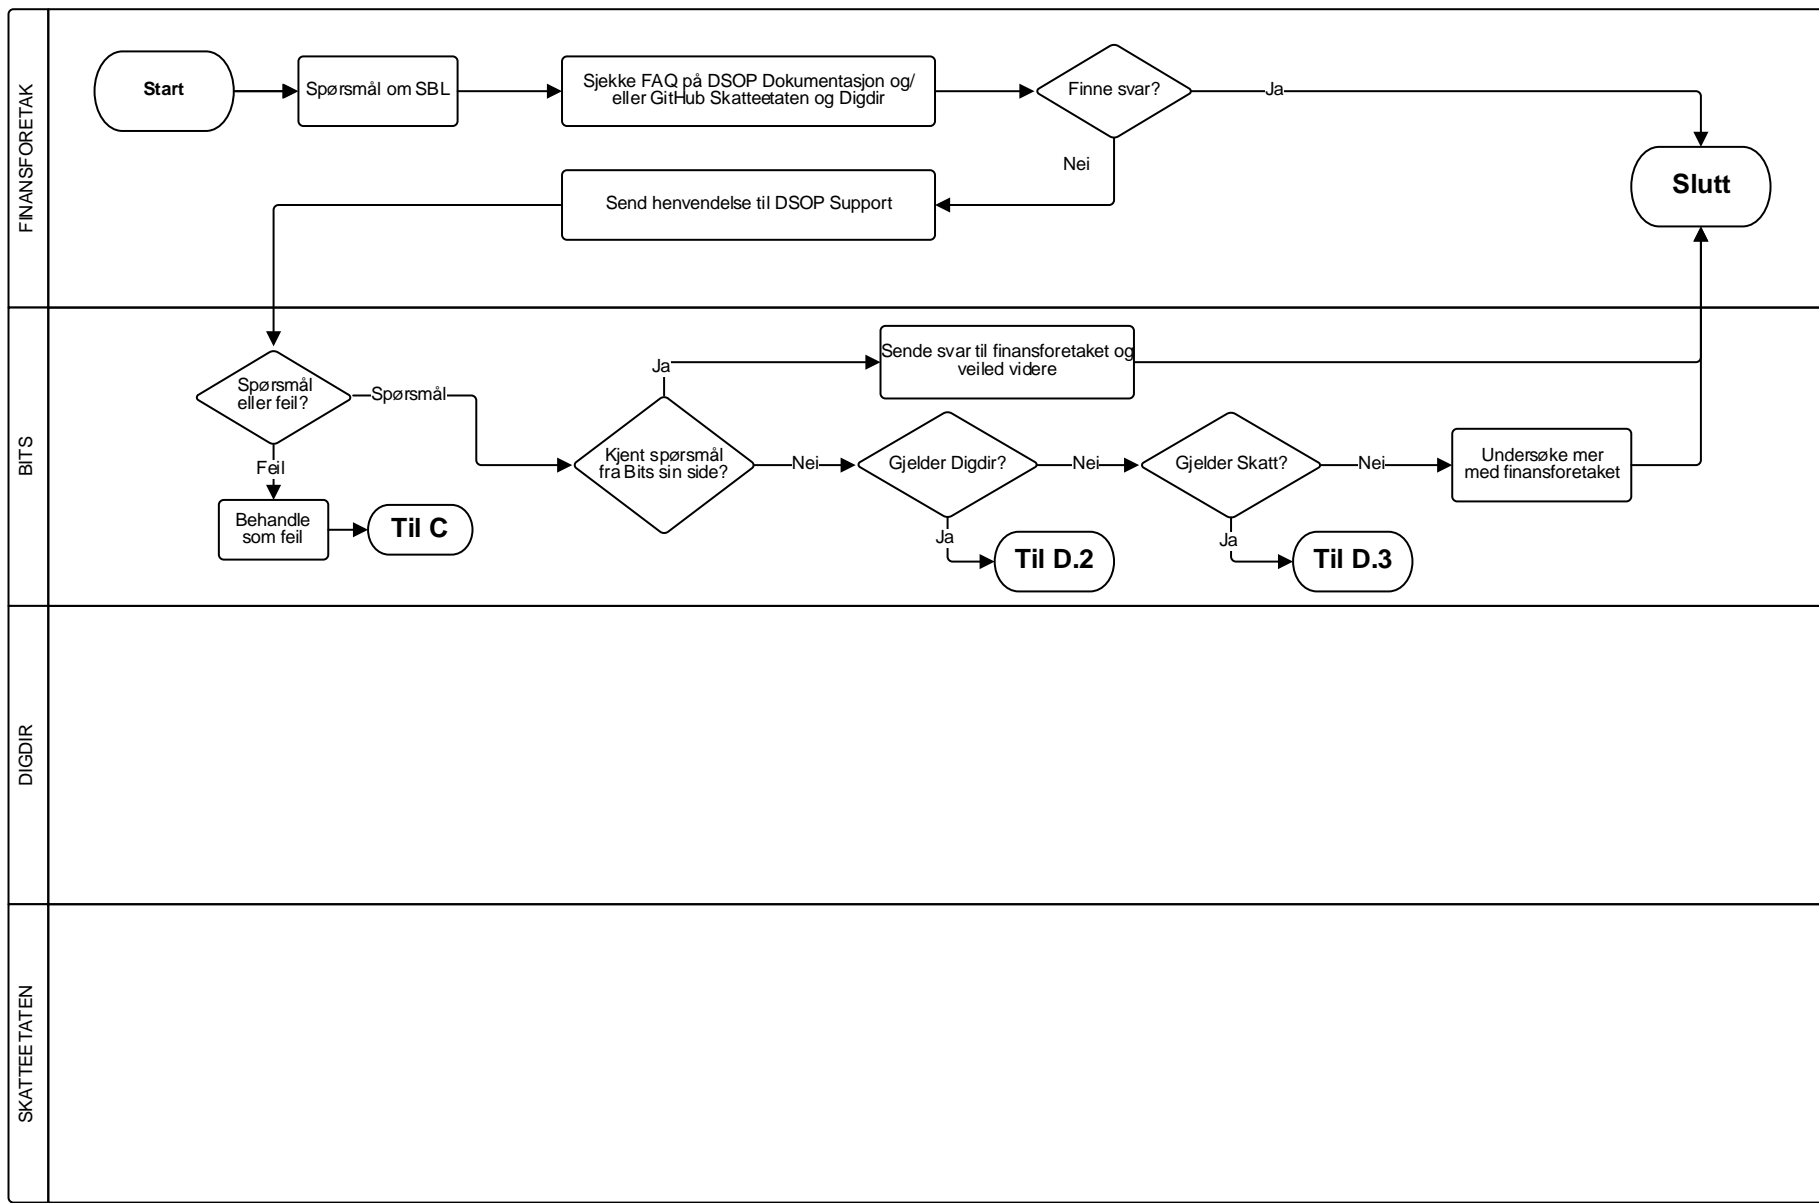 FINANSFORETAK
Start
Spørsmål om SBL
Sjekke FAQ på DSOP Dokumentasjon og/
eller GitHub Skatteetaten og Digdir
Finne svar?
Ja
Nei
Send henvendelse til DSOP Support
Slutt
BITS
Spørsmål
eller feil?
Spørsmål
Feil
Behandle
som feil
Til C
Kjent spørsmål
fra Bits sin side?
Ja
Sende svar til finansforetaket og
veiled videre
Nei
Gjelder Digdir?
Ja
Til D.2
Nei
Gjelder Skatt?
Ja
Til D.3
Nei
Undersøke mer
med finansforetaket
DIGDIR
SKATTEETATEN